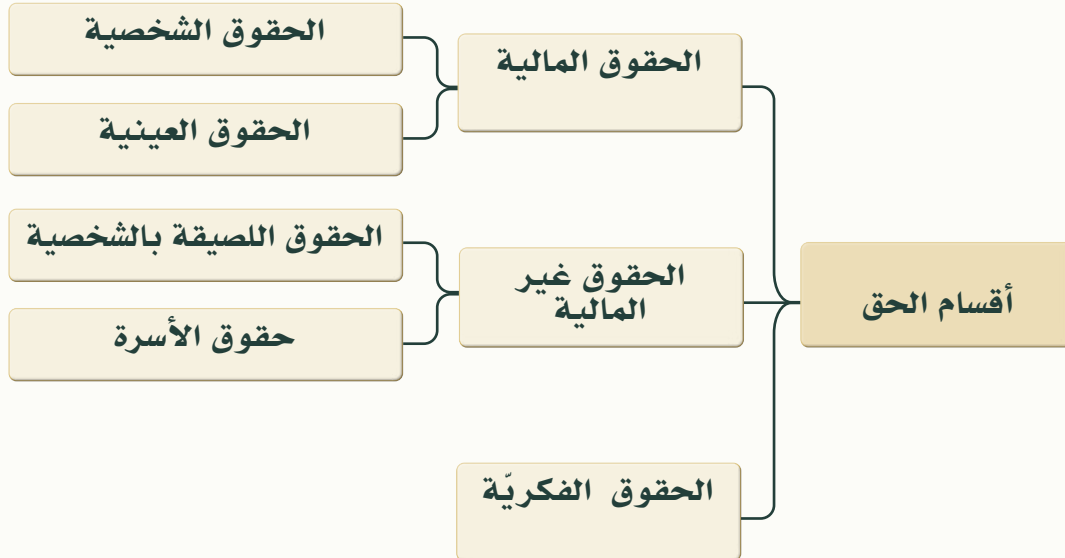 أقسام الحق
الحقوق المالية
الحقوق الشخصية
الحقوق العينية
الحقوق غير
المالية
الحقوق اللصيقة بالشخصية
حقوق الأسرة
الحقوق الفكريّة